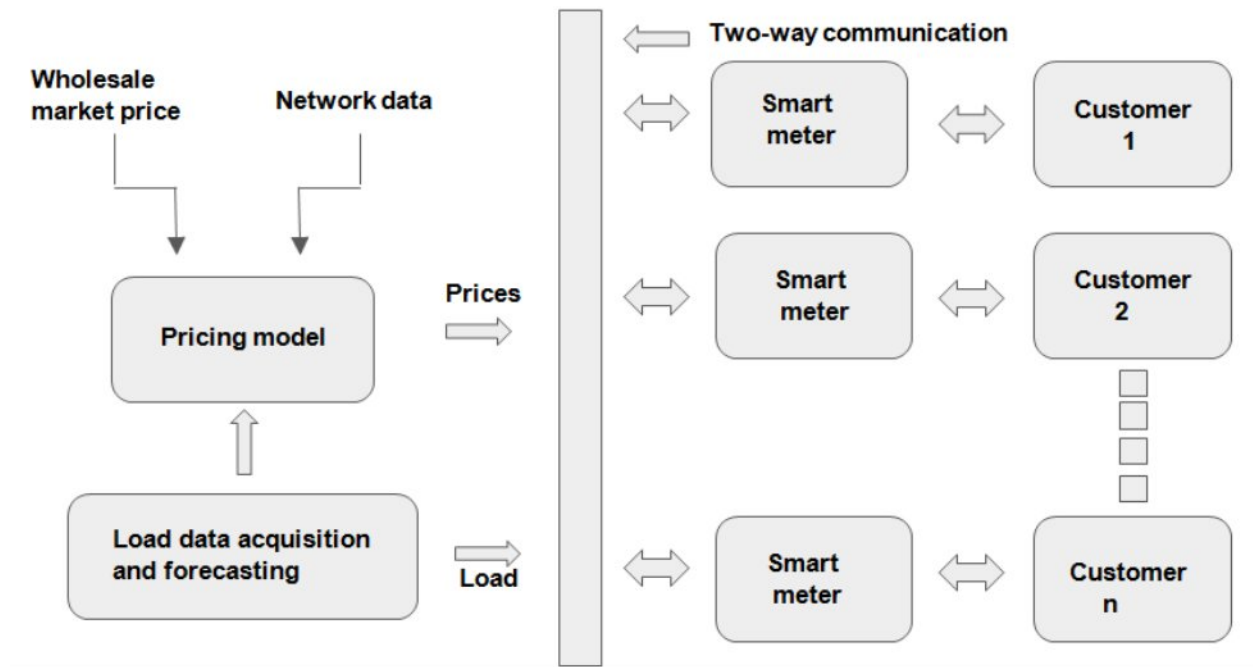 Two-way communication
Wholesale
market price
Network data
Smart
meter
Customer
1
Smart
meter
Customer
2
Prices
Pricing model
Load data acquisition
and forecasting
Load
Smart
meter
Customer
n